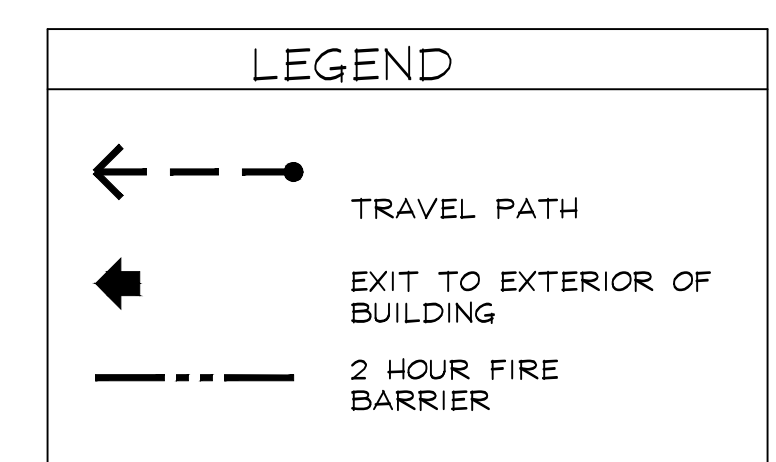 LEGEND
TRAVEL PATH
EXIT TO EXTERIOR OF
BUILDING
2 HOUR FIRE
BARRIER